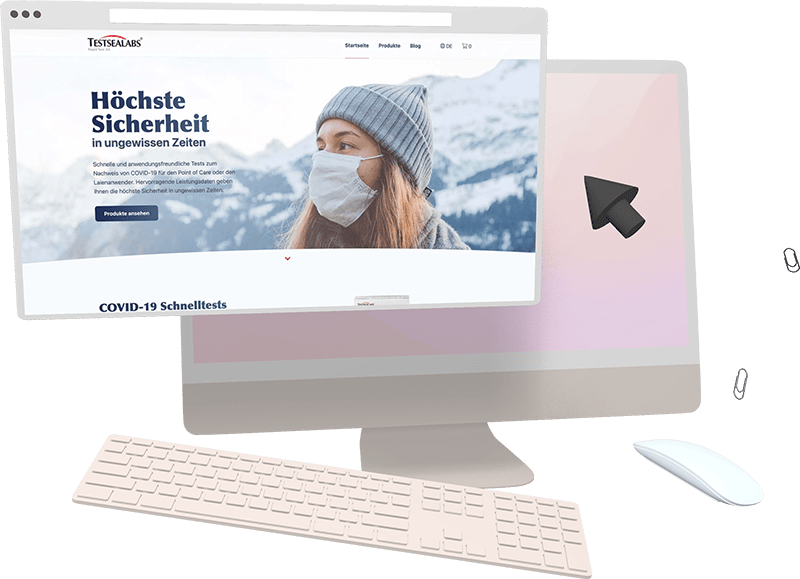 TESTSEALABS®
Startseite Produkte Blog DE 0
Höchste
Sicherheit
in ungewissen Zeiten
Schnelle und anwendungsfreundliche Tests zum
Nachweis von COVID-19 für den Point of Care oder den
Laienanwender. Hervorragende Leistungsdaten geben
Ihnen die höchste Sicherheit in ungewissen Zeiten.
Produkte ansehen
COVID-19 Schnelltests